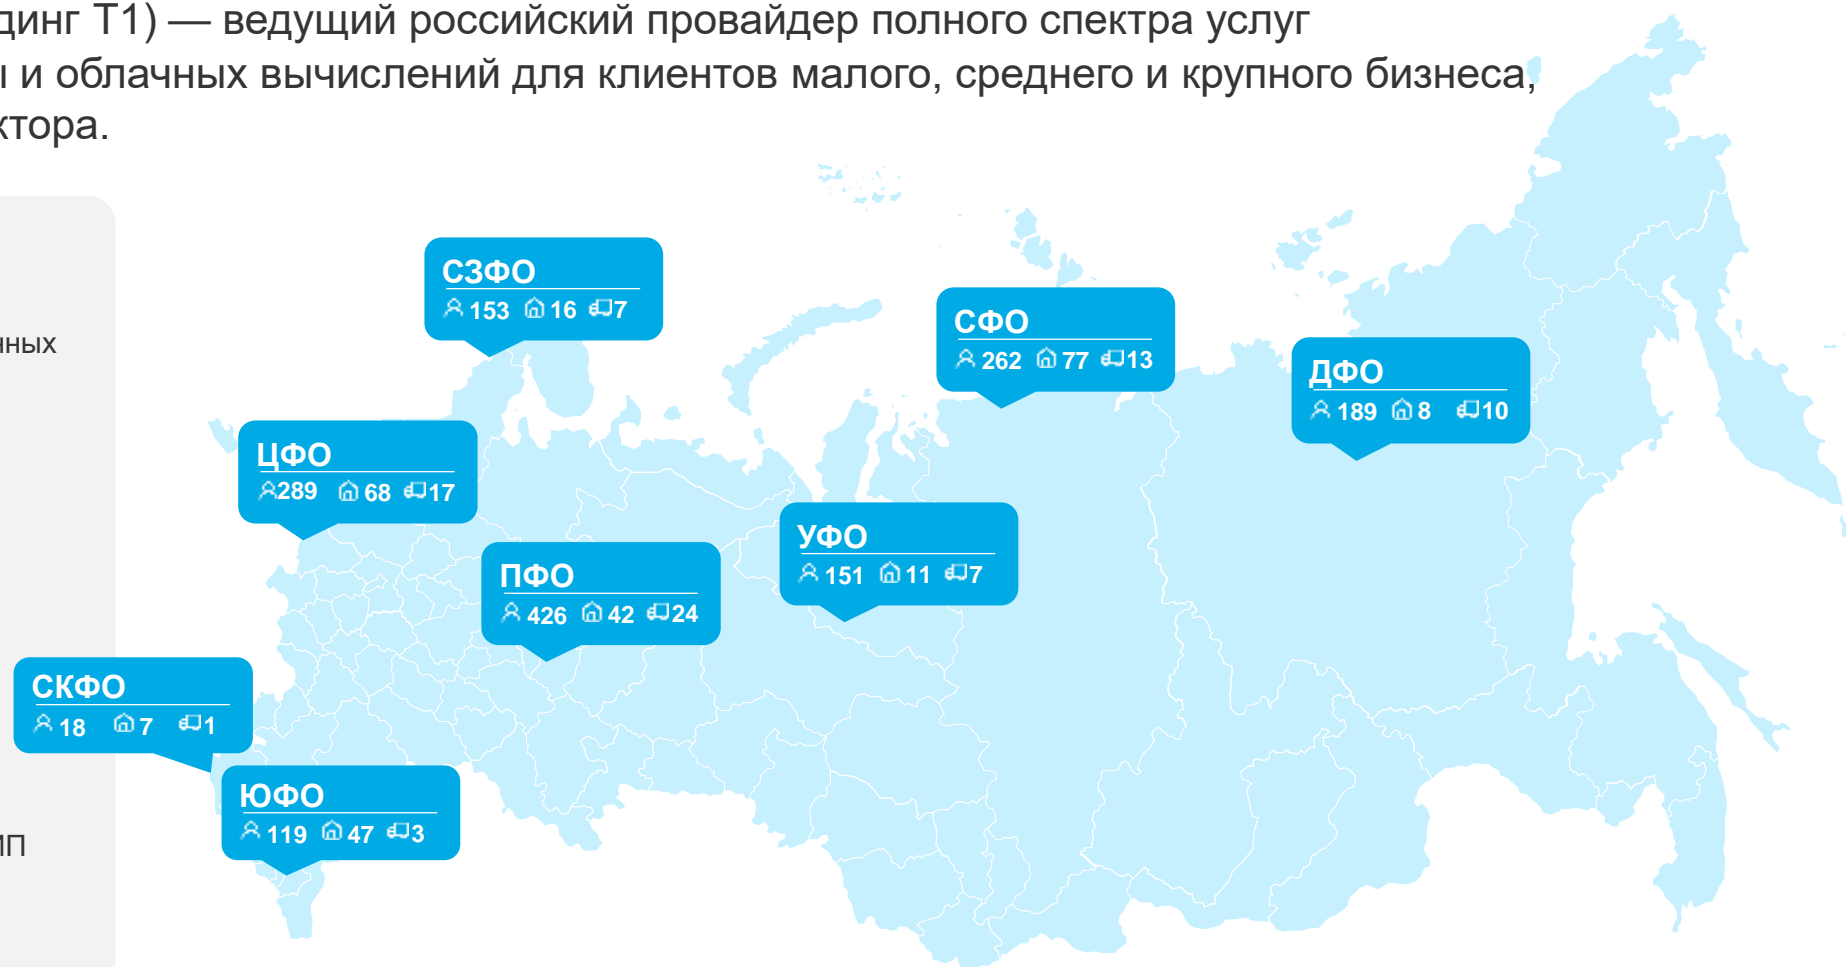 динг Т1) — ведущий российский провайдер полного спектра услуг
и облачных вычислений для клиентов малого, среднего и крупного бизнеса,
ктора.
нных
ИП
СЗФО
153 16 7
СФО
262 77 13
ДФО
189 8 10
ЦФО
289 68 17
УФО
151 11 7
ПФО
426 42 24
СКФО
18 7 1
ЮФО
119 47 3